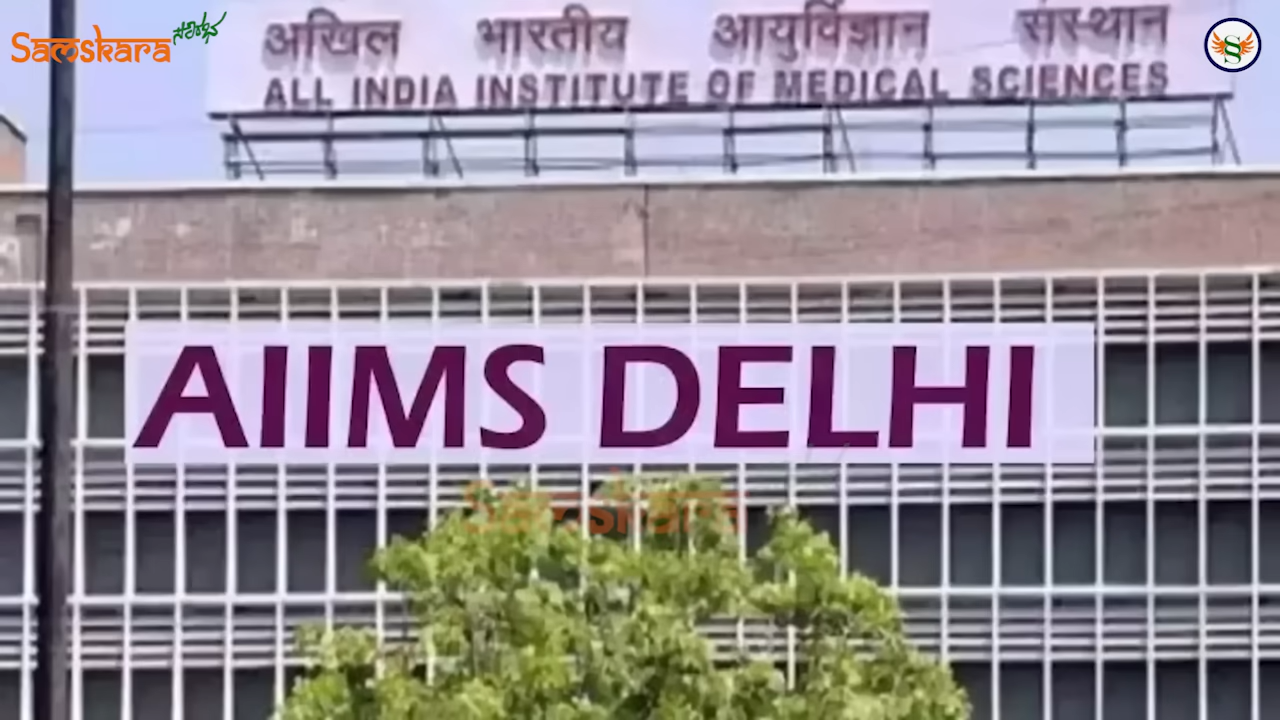 Samskara
अखिल भारतीय आयुर्विज्ञान संस्थान
ALL INDIA INSTITUTE OF MEDICAL SCIENCES
AIIMS DELHI
Samskara
S